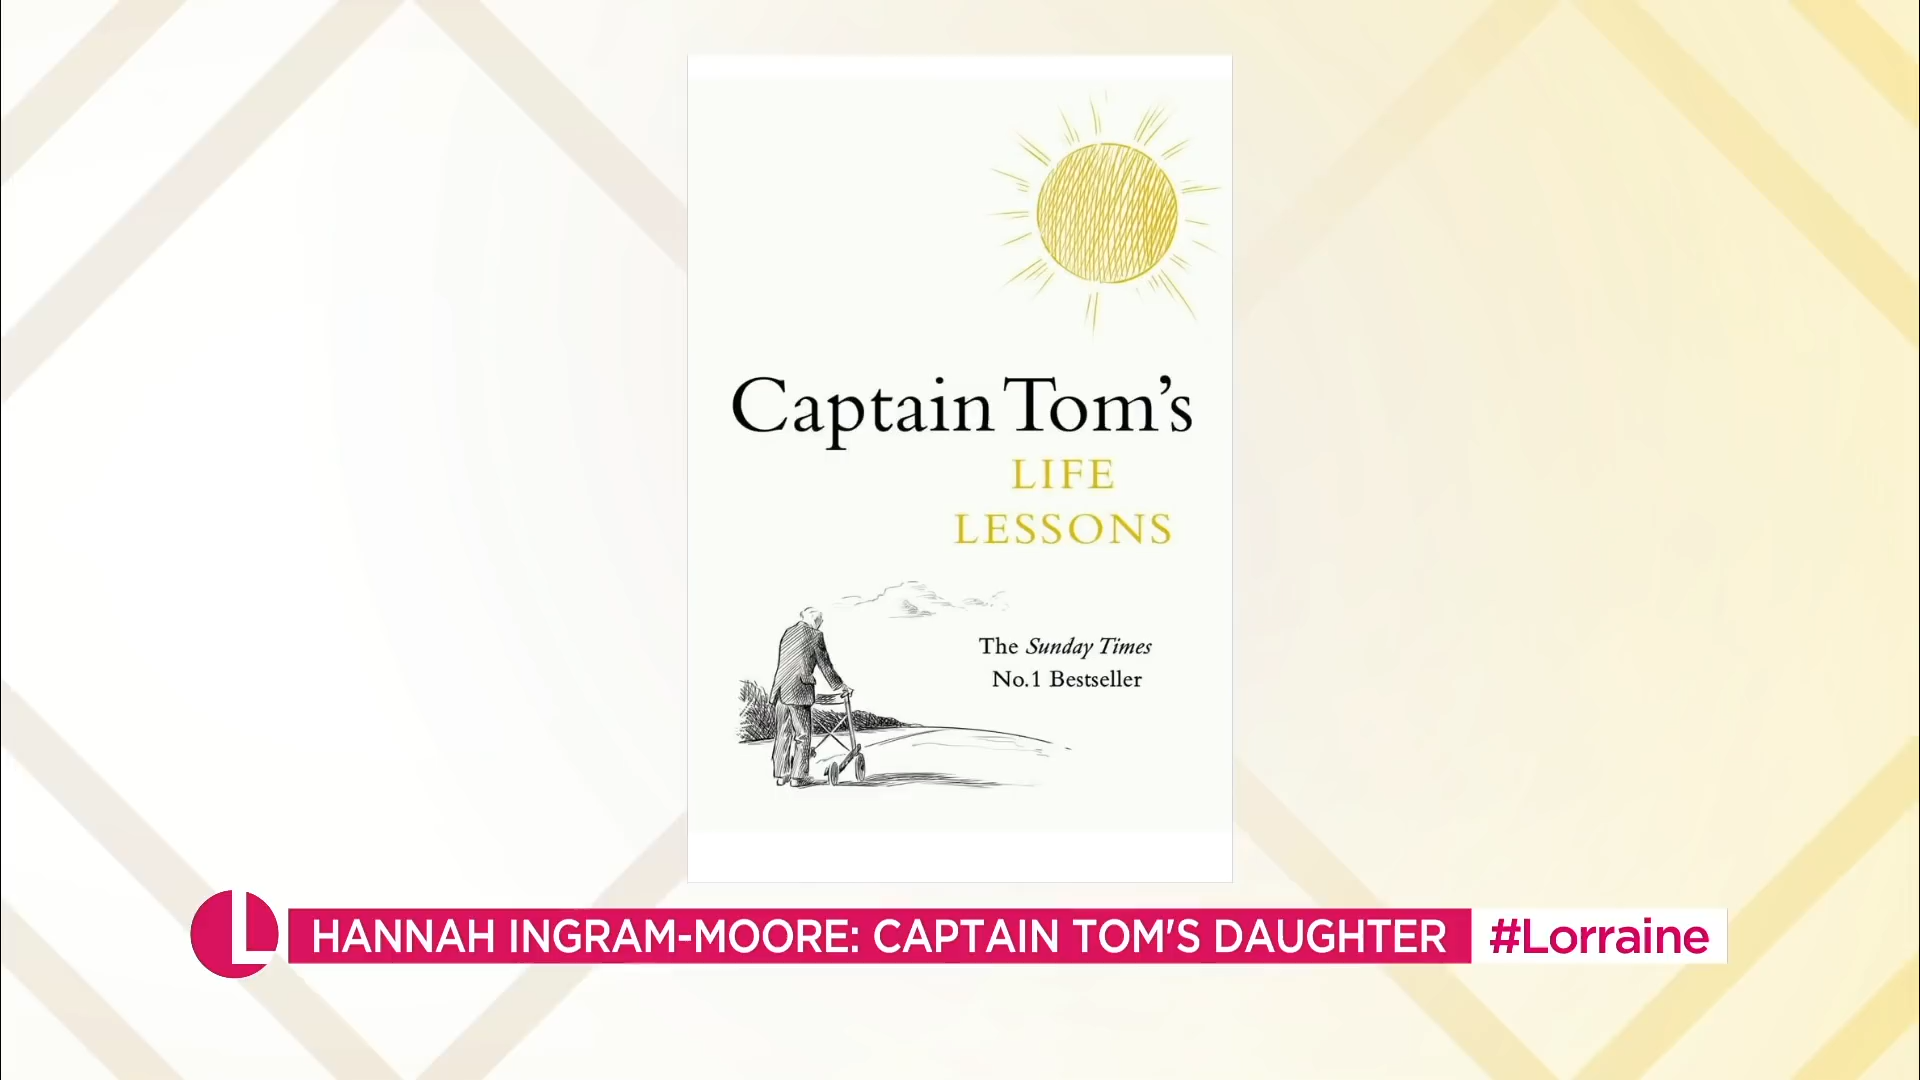 Captain Tom's
LIFE
LESSONS
The Sunday Times
No.1 Bestseller
L
HANNAH INGRAM-MOORE: CAPTAIN TOM'S DAUGHTER #Lorraine